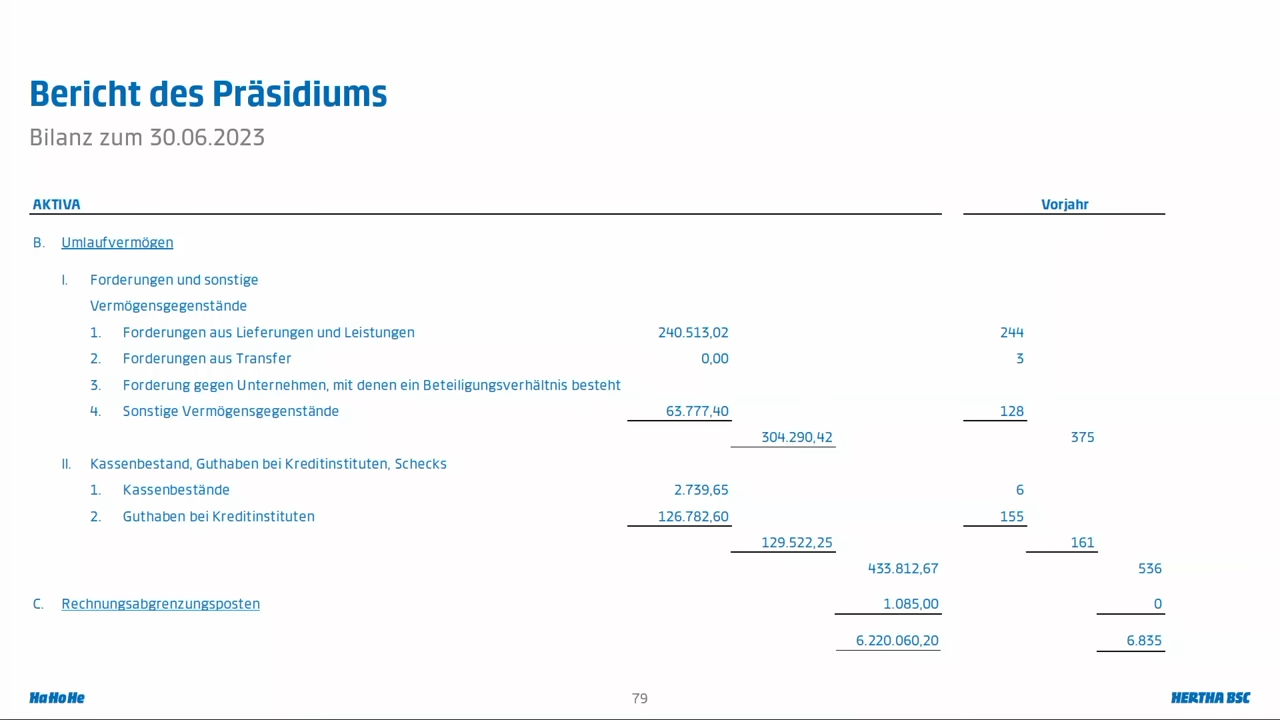 Bericht des Präsidiums
Bilanz zum 30.06.2023
AKTIVA Vorjahr
B. Umlaufvermögen
I. Forderungen und sonstige
Vermögensgegenstände
1. Forderungen aus Lieferungen und Leistungen 240.513,02 244
2. Forderungen aus Transfer 0,00 3
3. Forderung gegen Unternehmen, mit denen ein Beteiligungsverhältnis besteht
4. Sonstige Vermögensgegenstände 63.777,40 128
304.290,42 375
II. Kassenbestand, Guthaben bei Kreditinstituten, Schecks
1. Kassenbestände 2.739,65 6
2. Guthaben bei Kreditinstituten 126.782,60 155
129.522,25 161
433.812,67 536
C. Rechnungsabgrenzungsposten 1.085,00 0
6.220.060,20 6.835
HaHoHe 79 HERTHA BSC